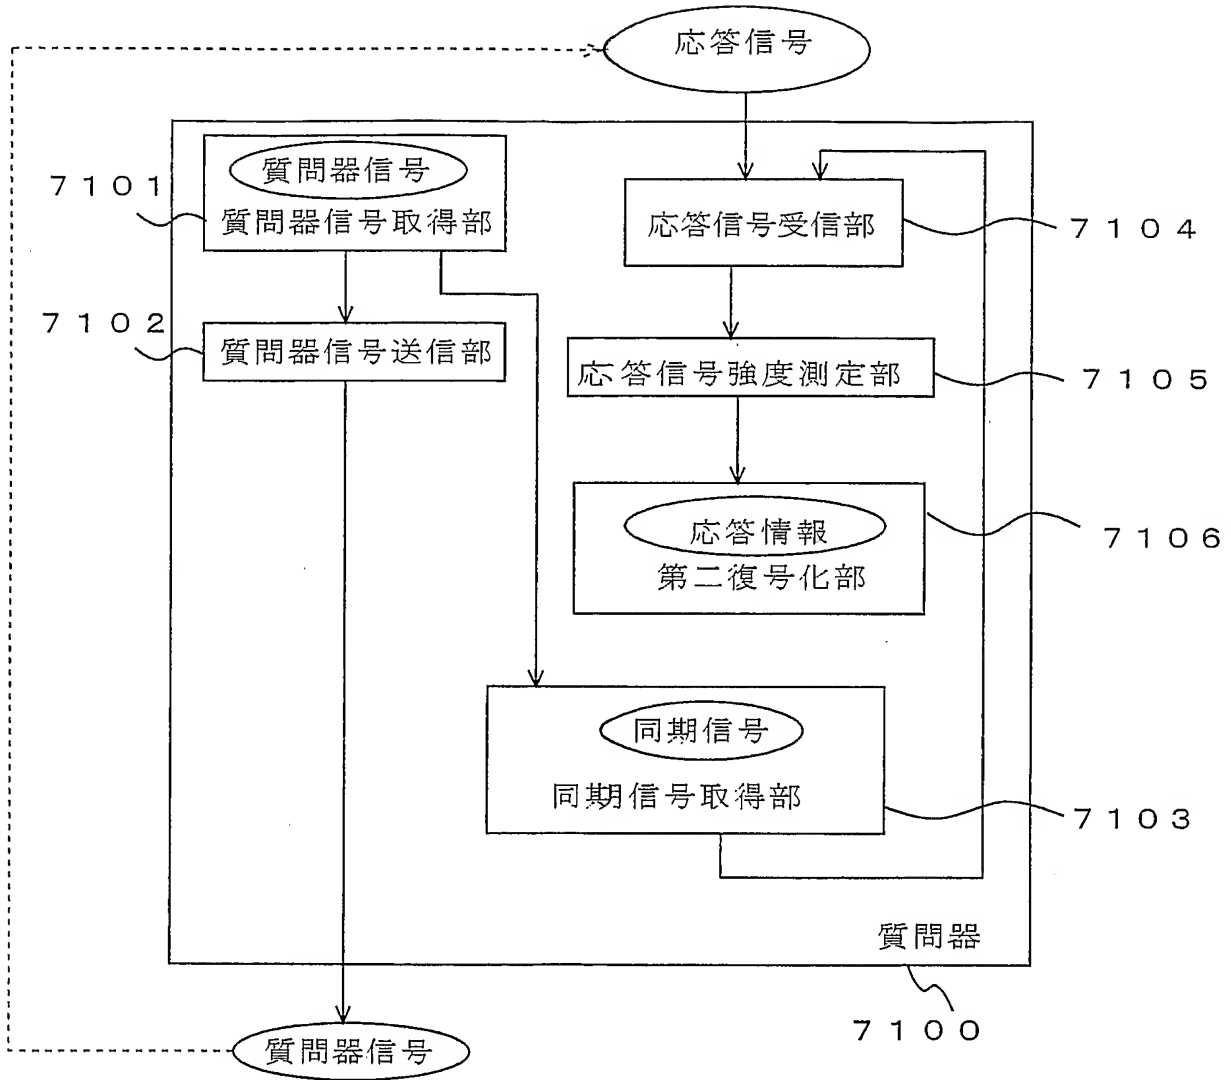 応答信号
質問器信号
7101
質問器信号取得部
応答信号受信部
7104
7102
質問器信号送信部
応答信号強度測定部
7105
応答情報
7106
第二復号化部
同期信号
同期信号取得部
7103
質問器
7100
質問器信号